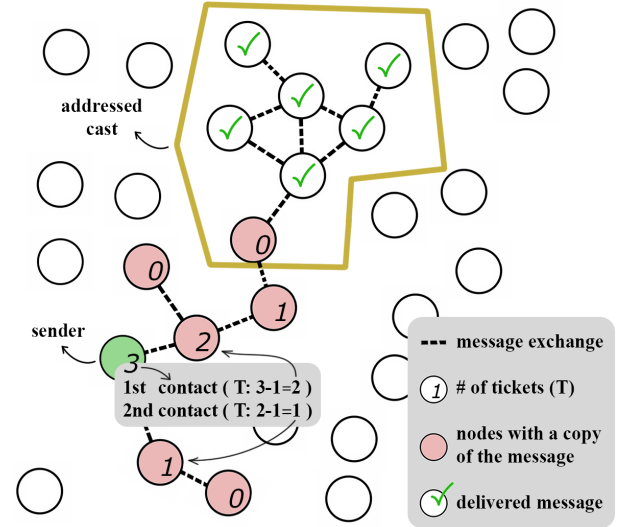 addressed
cast
0
0
1
sender
2
3
1st contact ( T: 3-1=2 )
2nd contact ( T: 2-1=1 )
1
0
message exchange
1 # of tickets (T)
nodes with a copy
of the message
delivered message